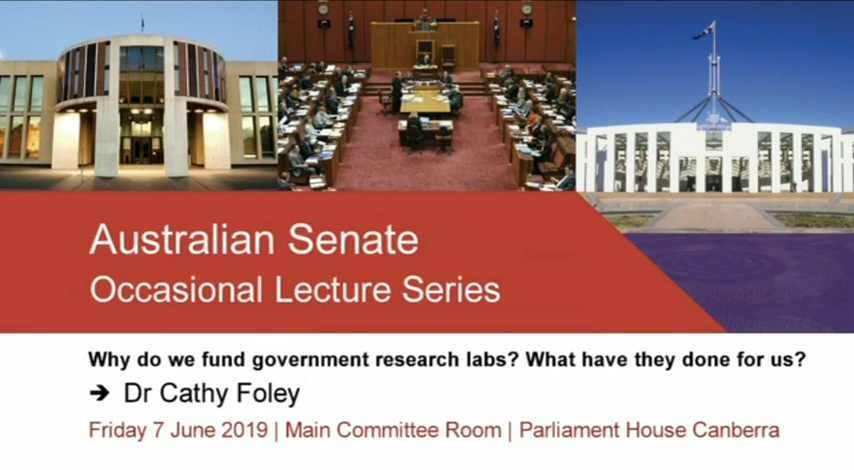 Australian Senate
Occasional Lecture Series
Why do we fund government research labs? What have they done for us?
➔ Dr Cathy Foley
Friday 7 June 2019 | Main Committee Room | Parliament House Canberra